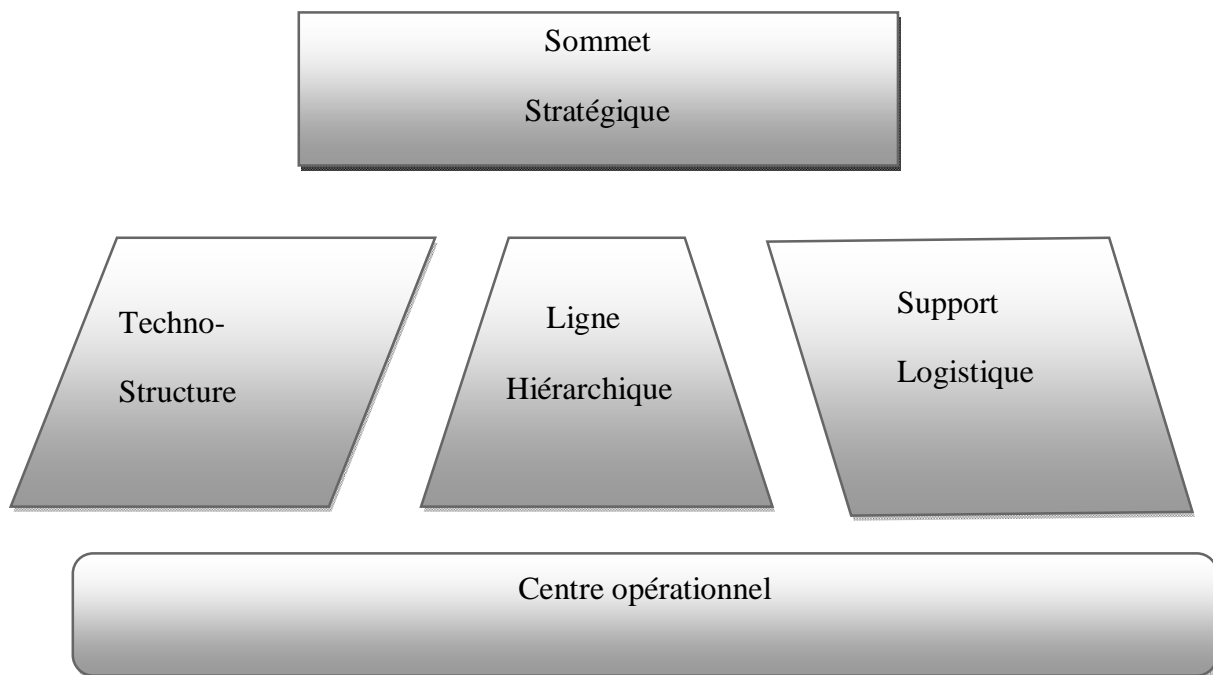 Sommet
Stratégique
Techno-
Structure
Ligne
Hiérarchique
Support
Logistique
Centre opérationnel